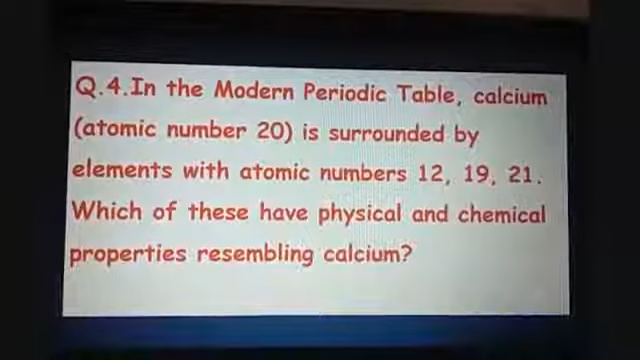 Q.4.In the Modern Periodic Table, calcium
(atomic number 20) is surrounded by
elements with atomic numbers 12, 19, 21.
Which of these have physical and chemical
properties resembling calcium?